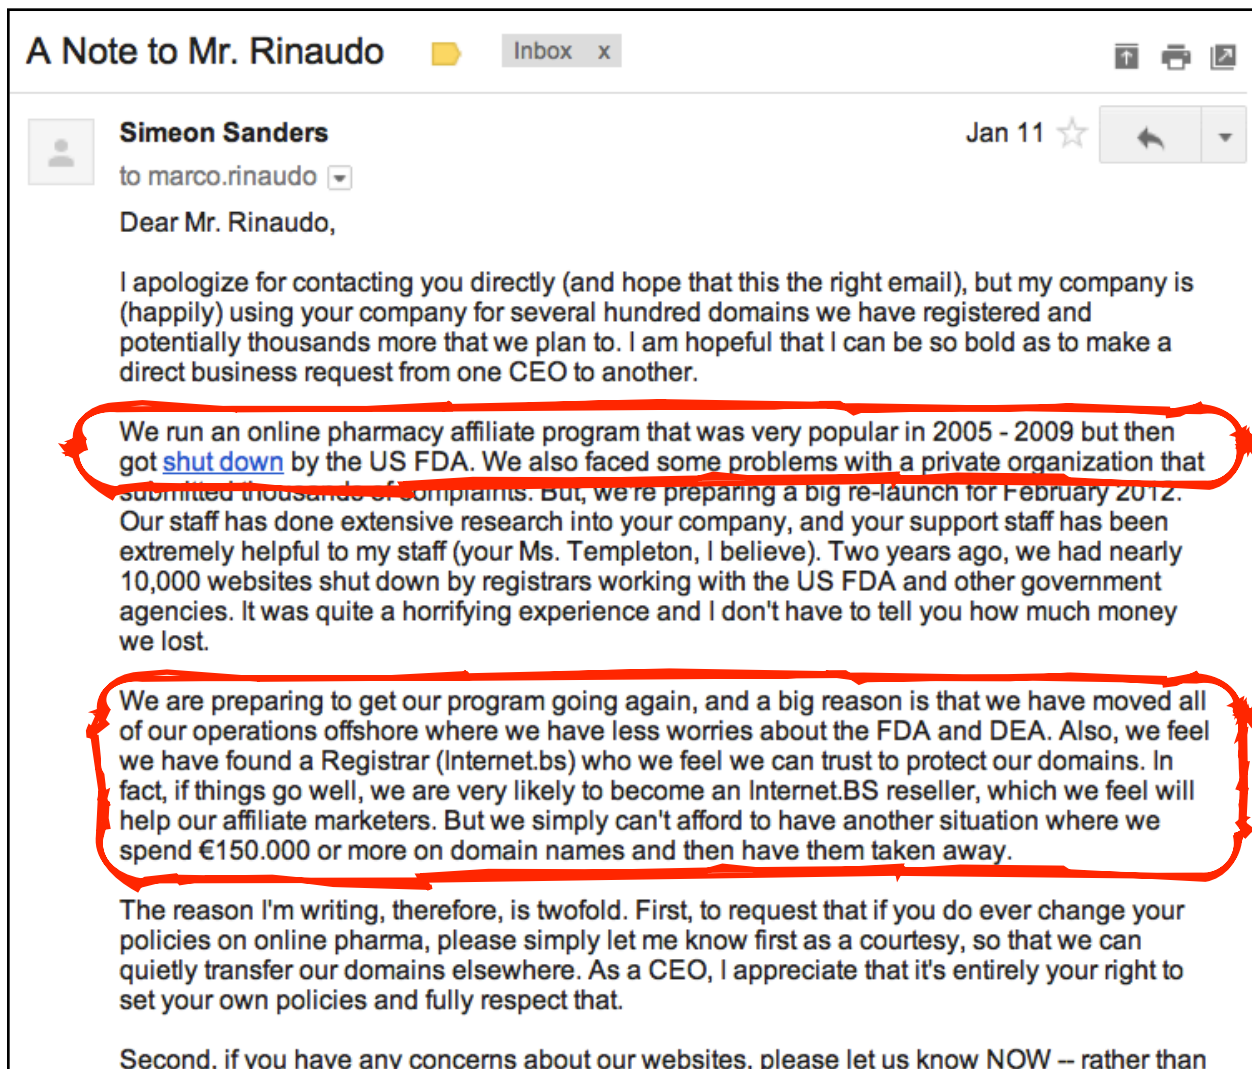 A Note to Mr. Rinaudo
Inbox x
Simeon Sanders
Jan 11
to marco.rinaudo
Dear Mr. Rinaudo,
I apologize for contacting you directly (and hope that this the right email), but my company is
(happily) using your company for several hundred domains we have registered and
potentially thousands more that we plan to. I am hopeful that I can be so bold as to make a
direct business request from one CEO to another.
We run an online pharmacy affiliate program that was very popular in 2005 - 2009 but then
got shut down by the US FDA. We also faced some problems with a private organization that
submitted thousands of complaints. But, we're preparing a big re-launch for February 2012.
Our staff has done extensive research into your company, and your support staff has been
extremely helpful to my staff (your Ms. Templeton, I believe). Two years ago, we had nearly
10,000 websites shut down by registrars working with the US FDA and other government
agencies. It was quite a horrifying experience and I don't have to tell you how much money
we lost.
We are preparing to get our program going again, and a big reason is that we have moved all
of our operations offshore where we have less worries about the FDA and DEA. Also, we feel
we have found a Registrar (Internet.bs) who we feel we can trust to protect our domains. In
fact, if things go well, we are very likely to become an Internet.BS reseller, which we feel will
help our affiliate marketers. But we simply can't afford to have another situation where we
spend €150.000 or more on domain names and then have them taken away.
The reason I'm writing, therefore, is twofold. First, to request that if you do ever change your
policies on online pharma, please simply let me know first as a courtesy, so that we can
quietly transfer our domains elsewhere. As a CEO, I appreciate that it's entirely your right to
set your own policies and fully respect that.
Second, if you have any concerns about our websites, please let us know NOW -- rather than